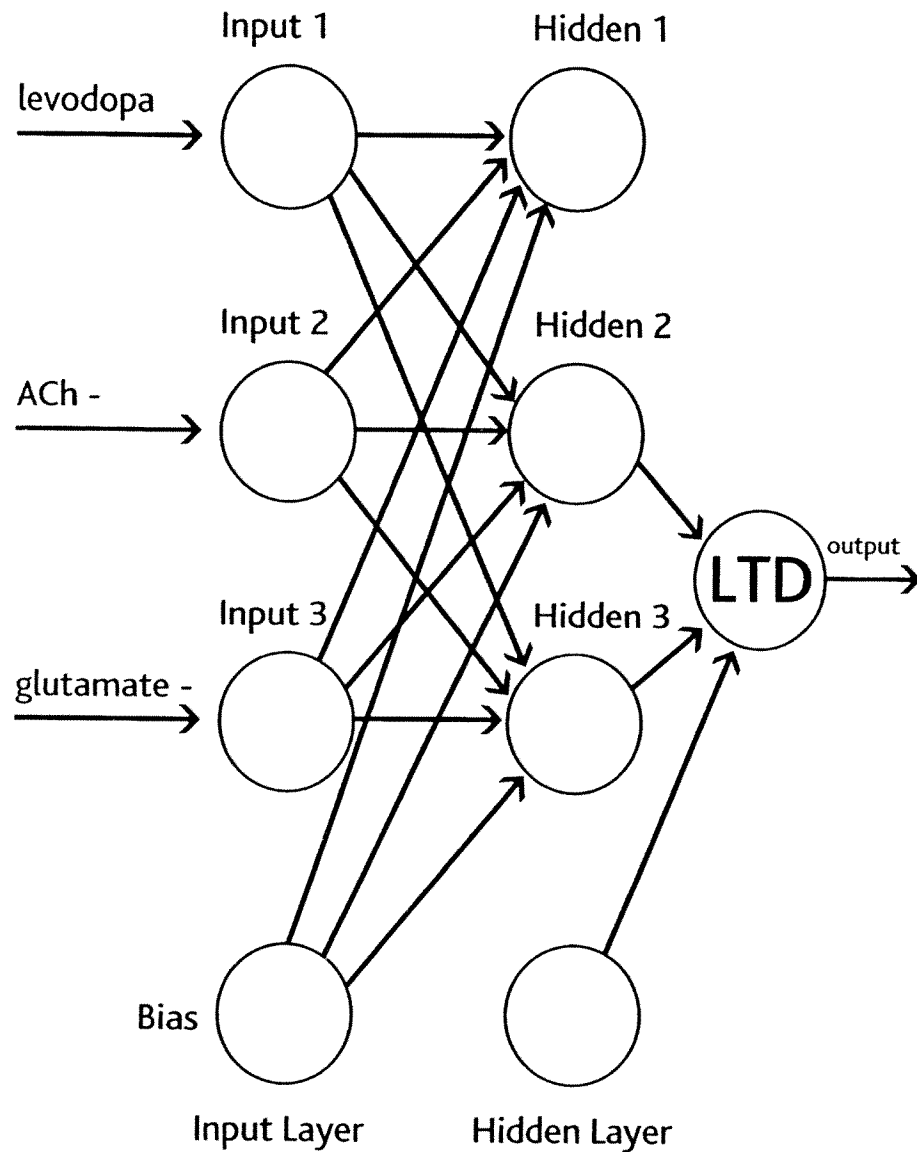 Input 1
Hidden 1
levodopa
Input 2
Hidden 2
ACh -
output
LTD
Input 3
Hidden 3
glutamate -
Bias
Input Layer
Hidden Layer